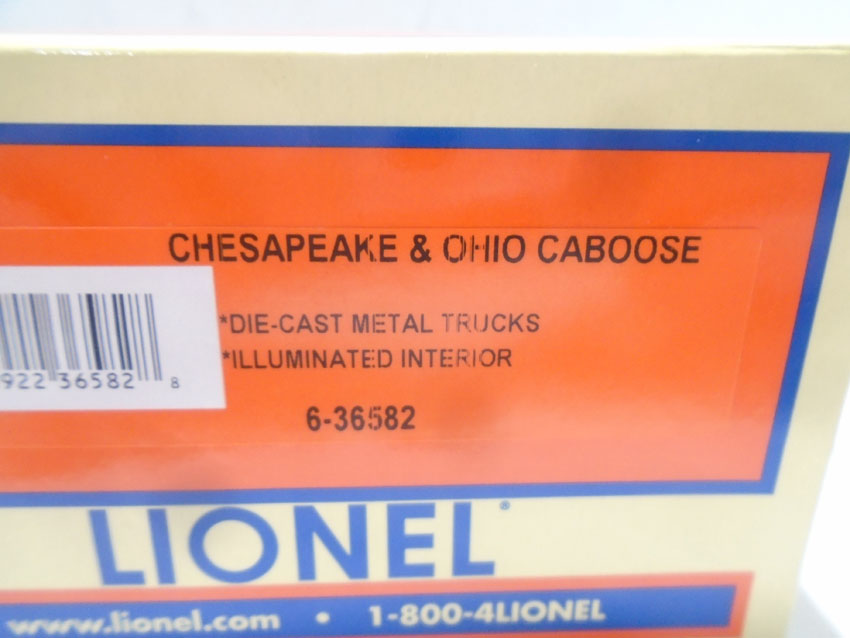 CHESAPEAKE & OHIO CABOOSE
*DIE-CAST METAL TRUCKS
*ILLUMINATED INTERIOR
922 36582 8
6-36582
LIONEL®
www.lionel.com • 1-800-4LIONEL